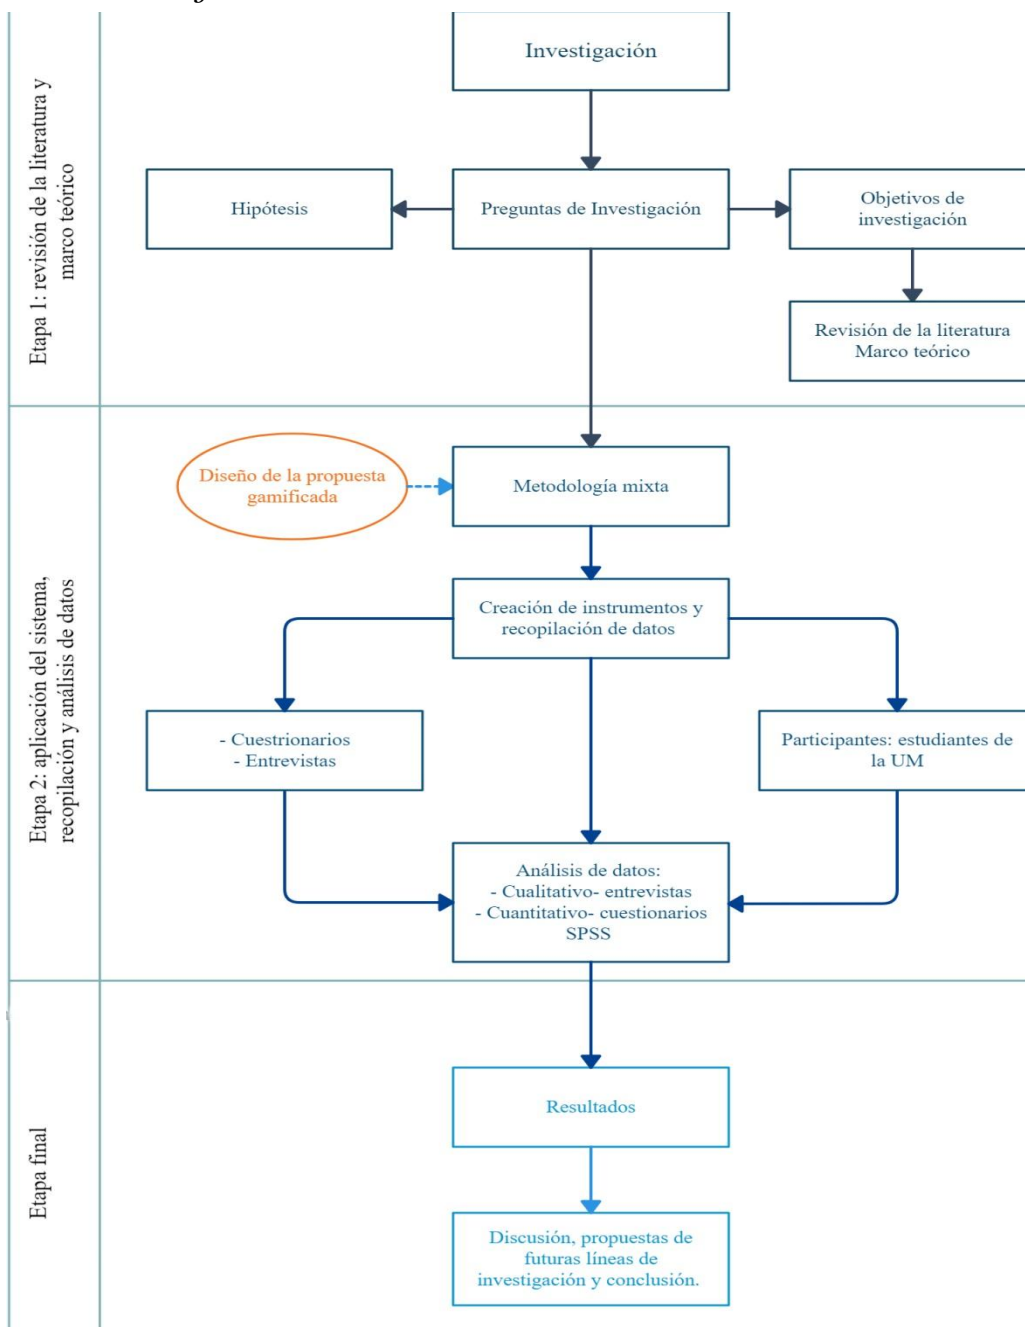 Investigación
Etapa 1: revisión de la literatura y
marco teórico
Hipótesis
Preguntas de Investigación
Objetivos de
investigación
Revisión de la literatura
Marco teórico
Etapa 2: aplicación del sistema,
recopilación y análisis de datos
Diseño de la propuesta
gamificada
Metodología mixta
Creación de instrumentos y
recopilación de datos
- Cuestrionarios
- Entrevistas
Participantes: estudiantes de
la UM
Análisis de datos:
- Cualitativo- entrevistas
- Cuantitativo- cuestionarios
SPSS
Etapa final
Resultados
Discusión, propuestas de
futuras líneas de
investigación y conclusión.